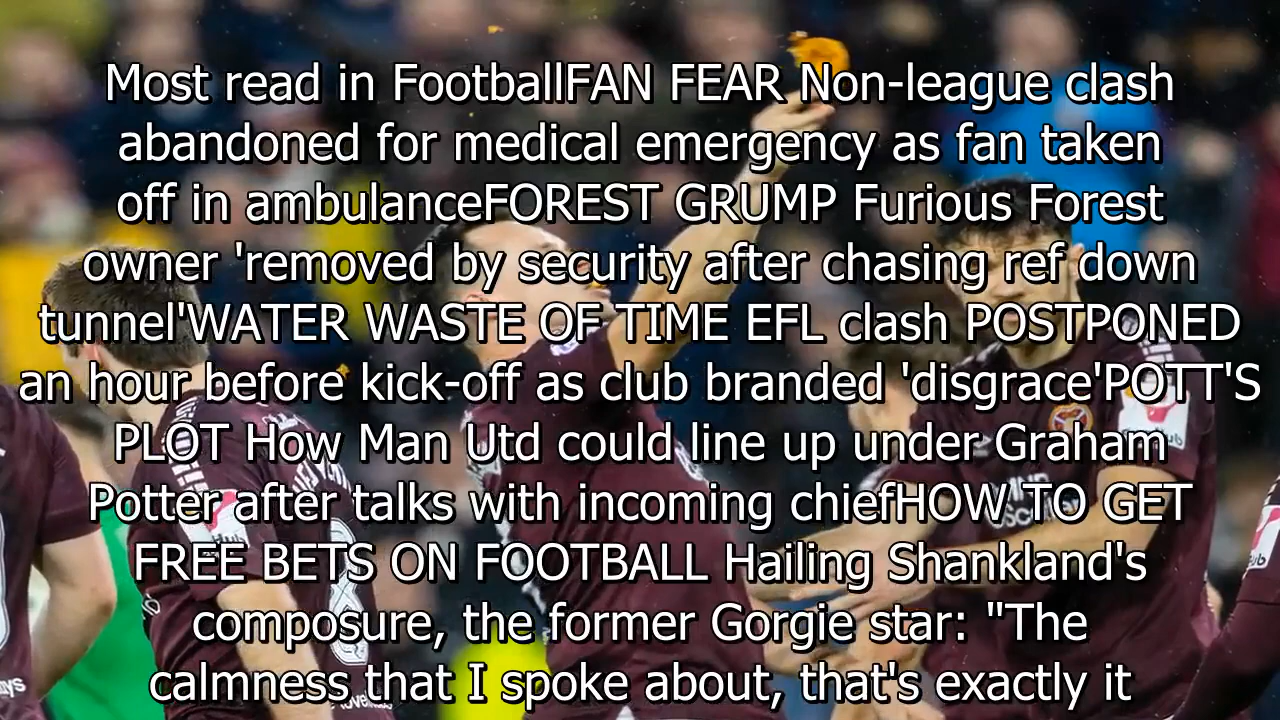 Most read in FootballFAN FEAR Non-league clash
abandoned for medical emergency as fan taken
off in ambulanceFOREST GRUMP Furious Forest
owner 'removed by security after chasing ref down
tunnel'WATER WASTE OF TIME EFL clash POSTPONED
an hour before kick-off as club branded 'disgrace'POTT'S
PLOT How Man Utd could line up under Graham
Potter after talks with incoming chiefHOW TO GET
FREE BETS ON FOOTBALL Hailing Shankland's
composure, the former Gorgie star: "The
calmness that I spoke about, that's exactly it